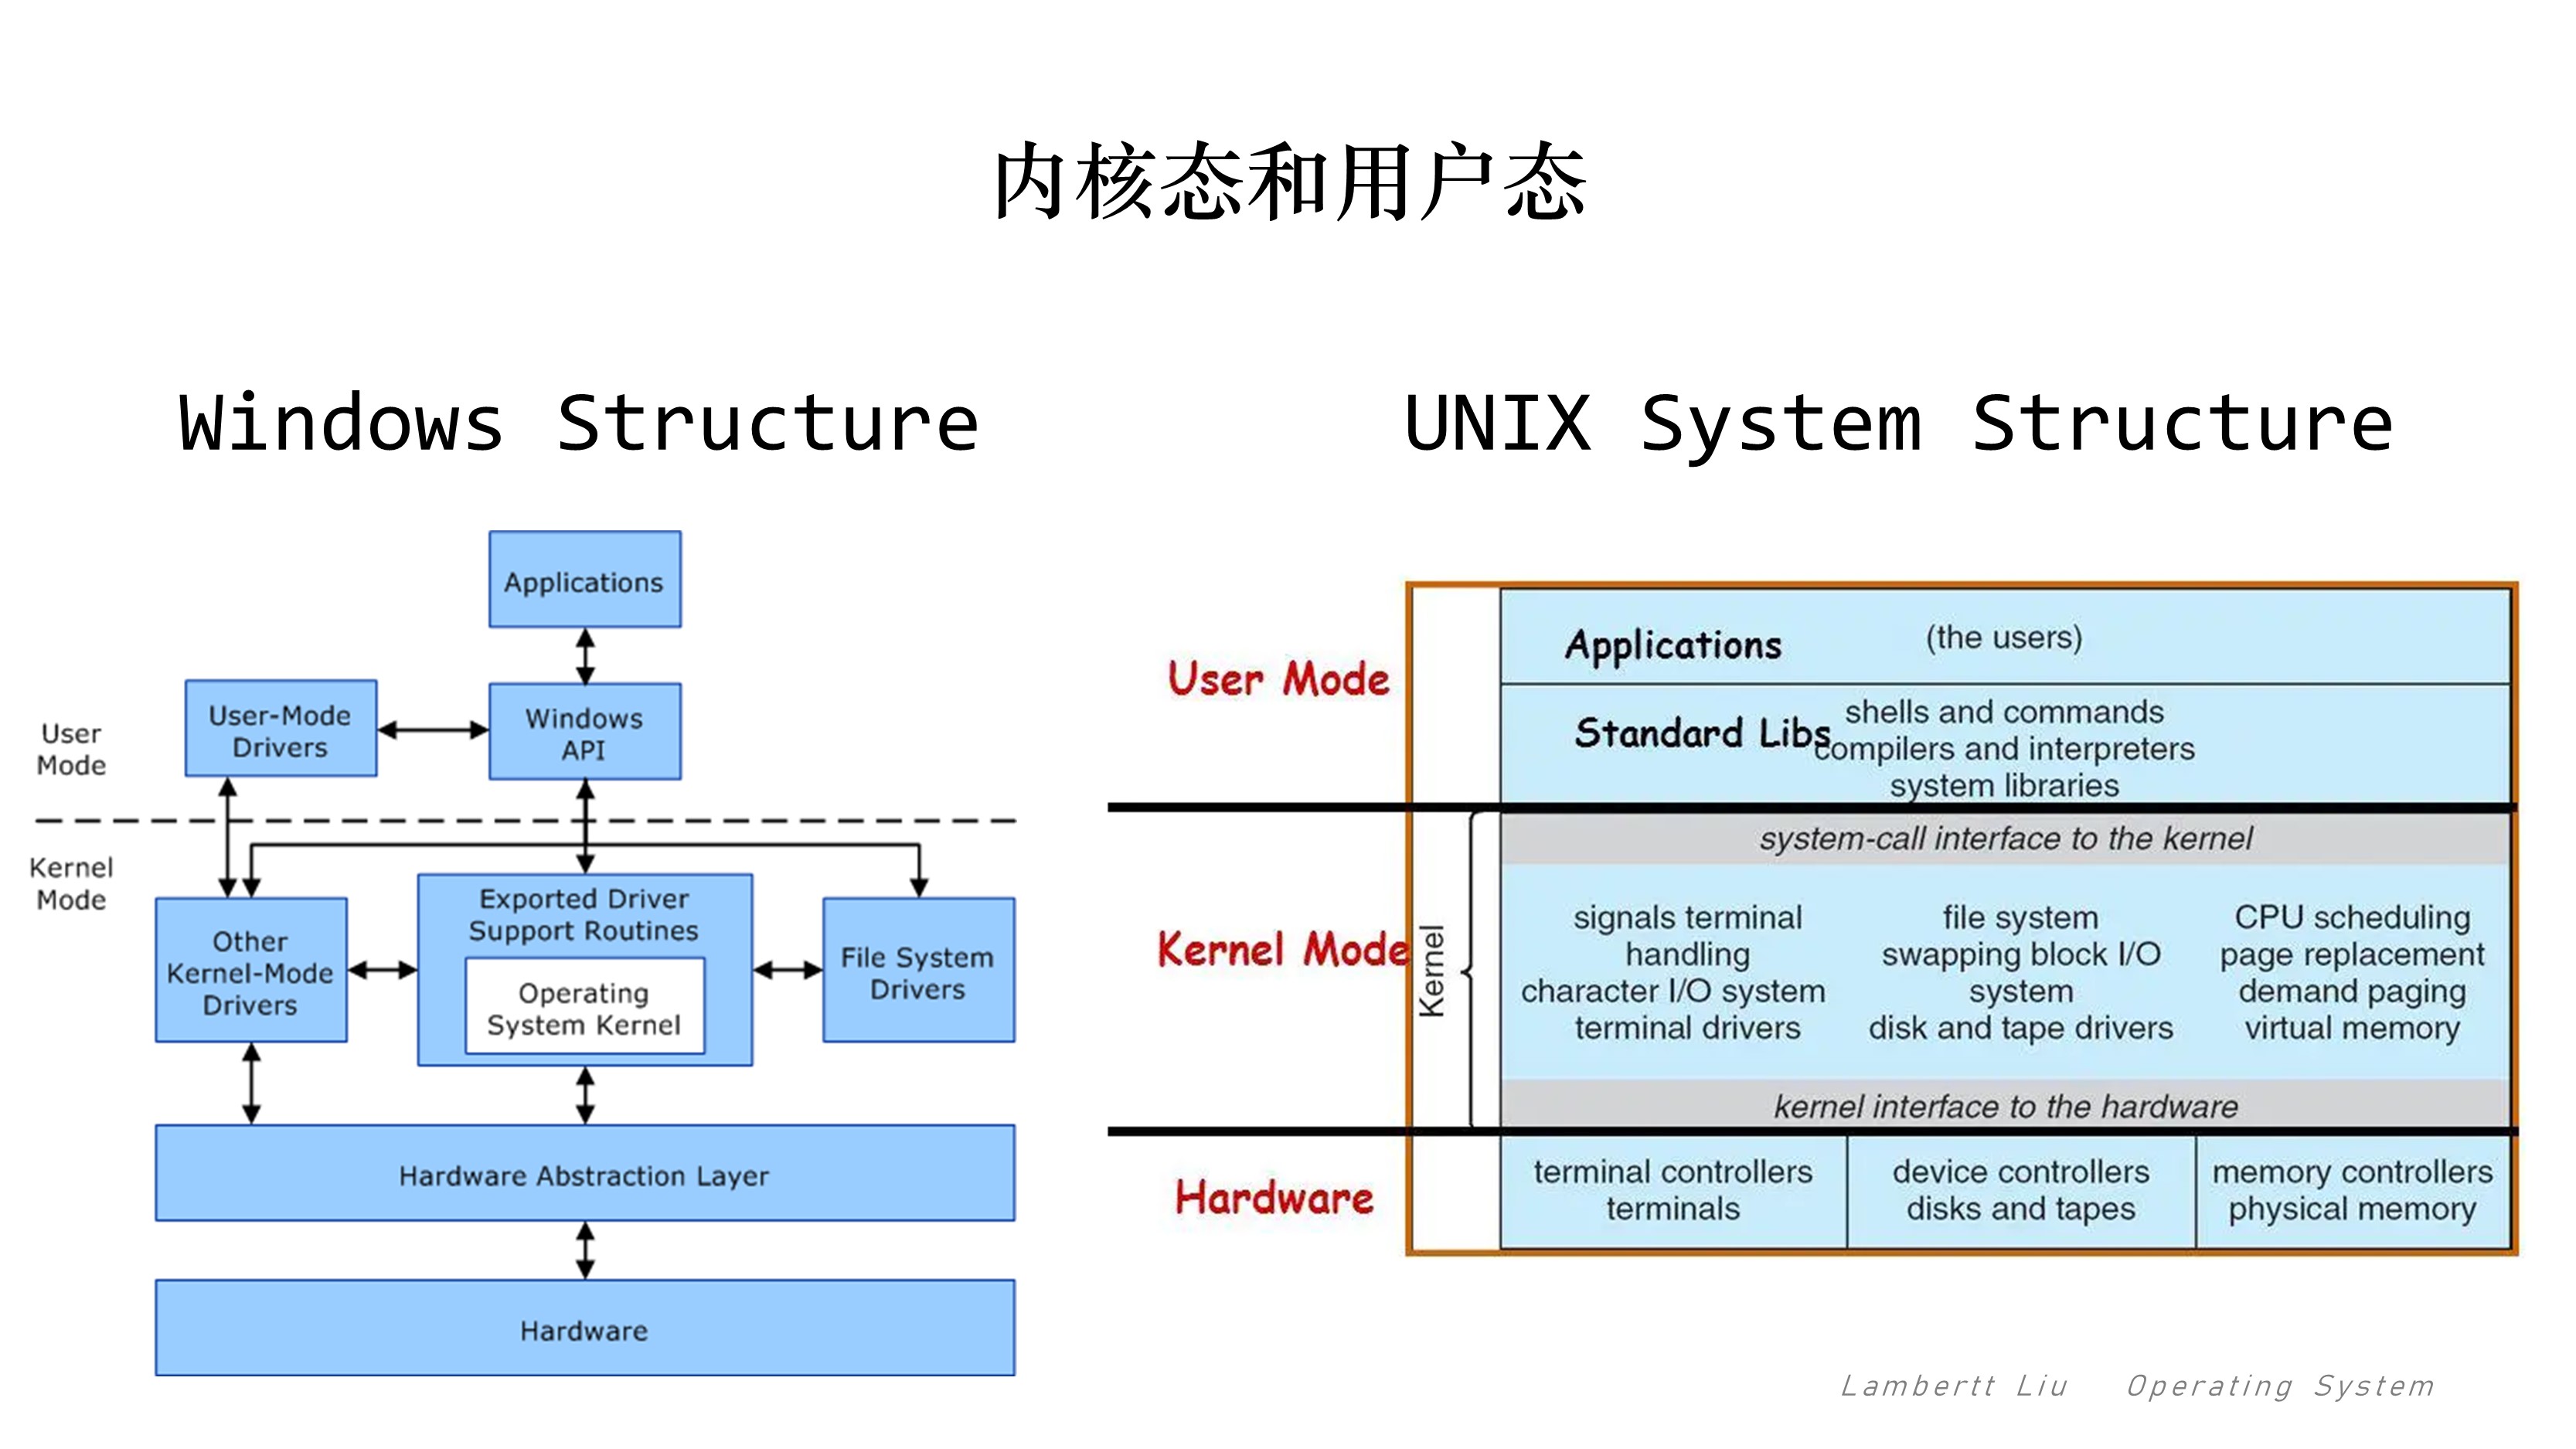 内核态和用户态
Windows Structure
Applications
User-Mode
Drivers
Windows
API
User
Mode
Kernel
Mode
Other
Kernel-Mode
Drivers
Exported Driver
Support Routines
Operating
System Kernel
File System
Drivers
Hardware Abstraction Layer
Hardware
UNIX System Structure
User Mode
Applications
(the users)
Standard Libs
shells and commands
compilers and interpreters
system libraries
Kernel Mode
Kernel
system-call interface to the kernel
signals terminal
handling
character I/O system
terminal drivers
file system
swapping block I/O
system
disk and tape drivers
CPU scheduling
page replacement
demand paging
virtual memory
kernel interface to the hardware
Hardware
terminal controllers
terminals
device controllers
disks and tapes
memory controllers
physical memory
Lambertt Liu Operating System